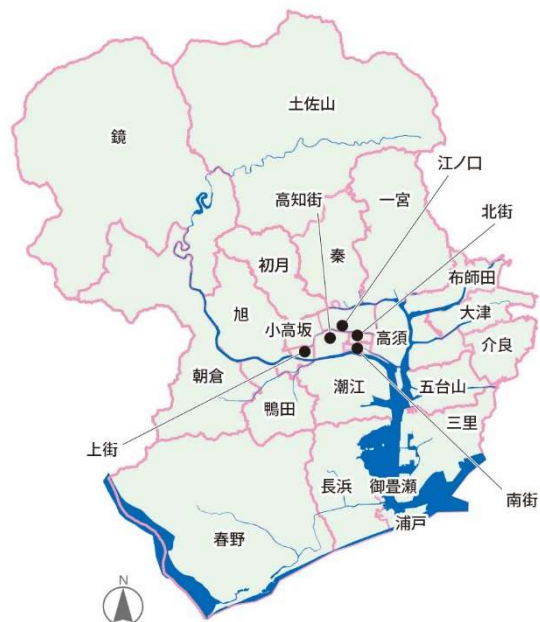 鏡
土佐山
江ノ口
高知街
一宮
北街
秦
初月
布師田
旭
大津
小高坂
高須
介良
朝倉
潮江
五台山
鴨田
三里
上街
長浜
御畳瀬
南街
浦戸
春野
N